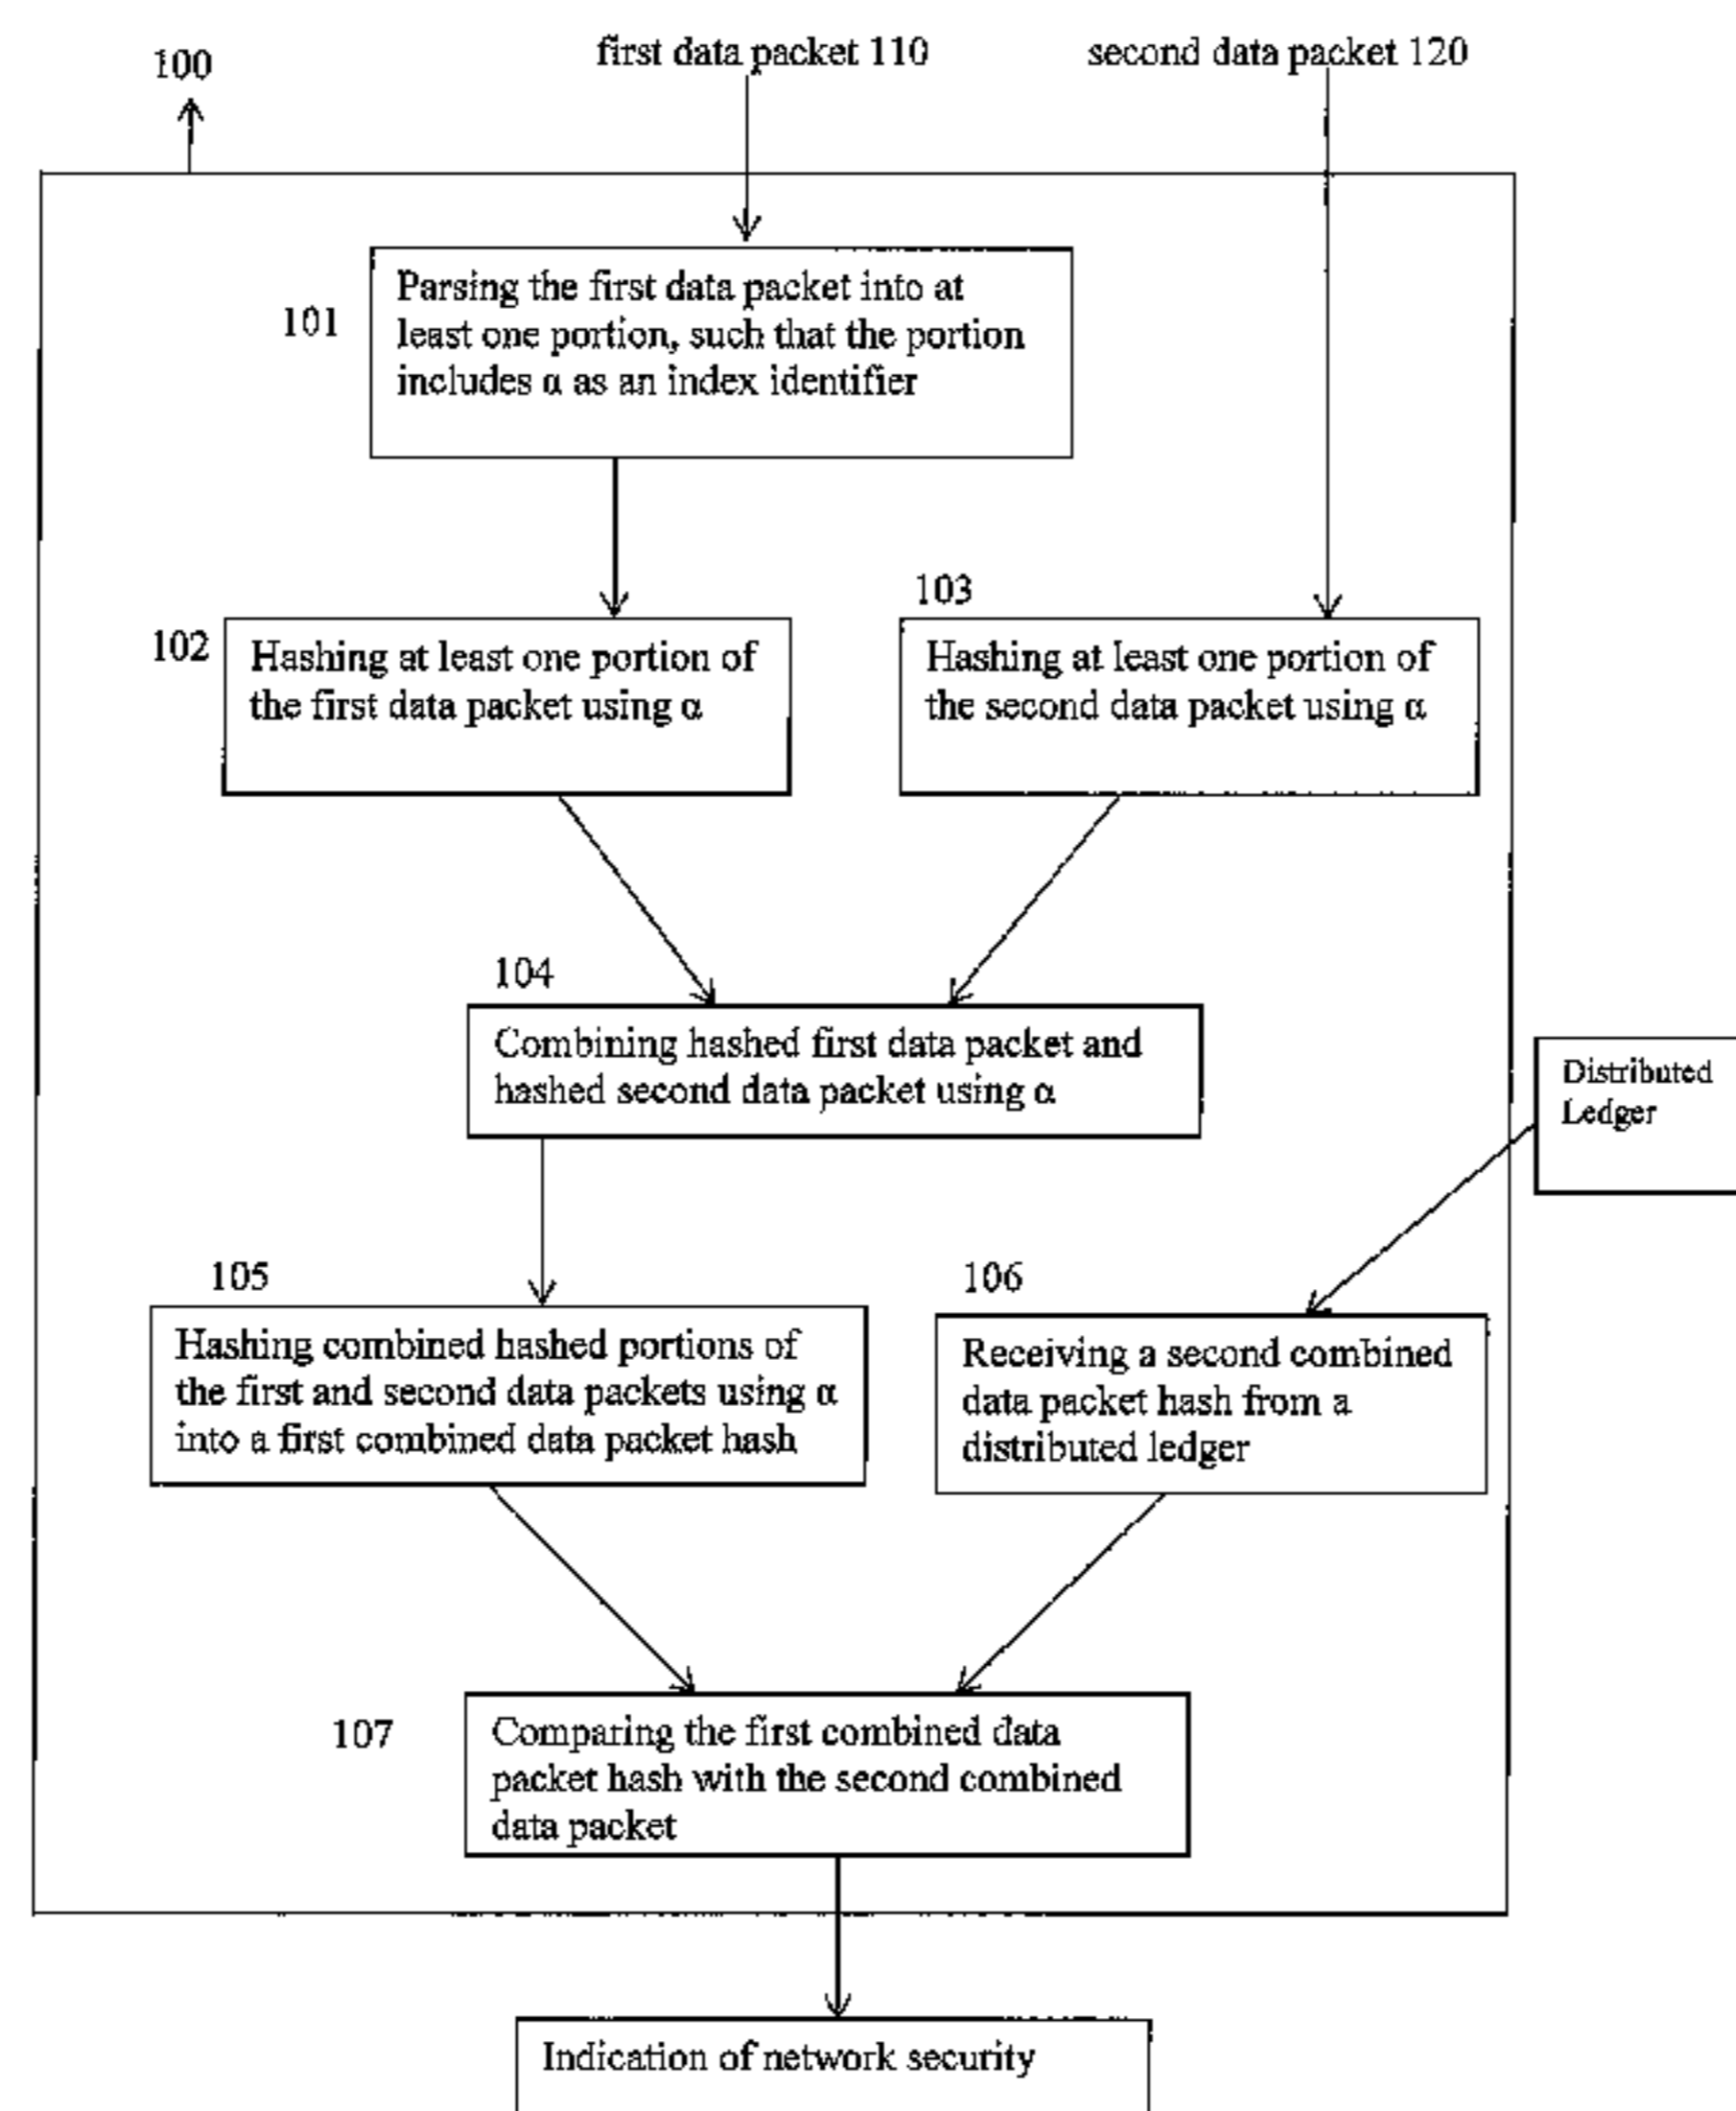 100
first data packet 110
second data packet 120
101
Parsing the first data packet into at
least one portion, such that the portion
includes α as an index identifier
102
Hashing at least one portion of
the first data packet using α
103
Hashing at least one portion of
the second data packet using α
104
Combining hashed first data packet and
hashed second data packet using α
Distributed
Ledger
105
Hashing combined hashed portions of
the first and second data packets using α
into a first combined data packet hash
106
Receiving a second combined
data packet hash from a
distributed ledger
107
Comparing the first combined data
packet hash with the second combined
data packet
Indication of network security